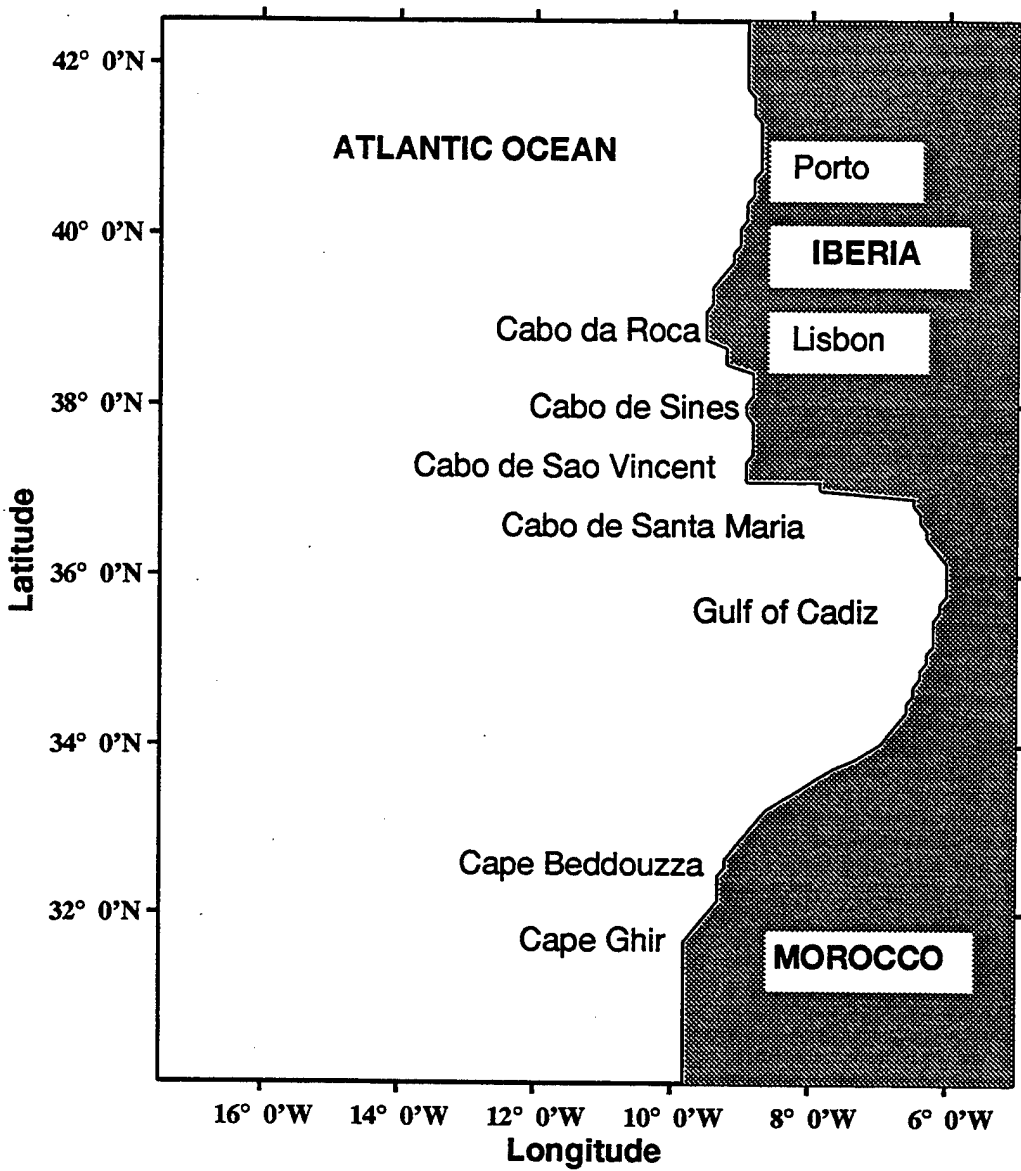 42° 0'N
ATLANTIC OCEAN
Porto
40° 0'N
IBERIA
Cabo da Roca
Lisbon
38° 0'N
Cabo de Sines
Cabo de Sao Vincent
Cabo de Santa Maria
Latitude
36° 0'N
Gulf of Cadiz
34° 0'N
Cape Beddouzza
32° 0'N
Cape Ghir
MOROCCO
16° 0'W 14° 0'W 12° 0'W 10° 0'W 8° 0'W 6° 0'W
Longitude